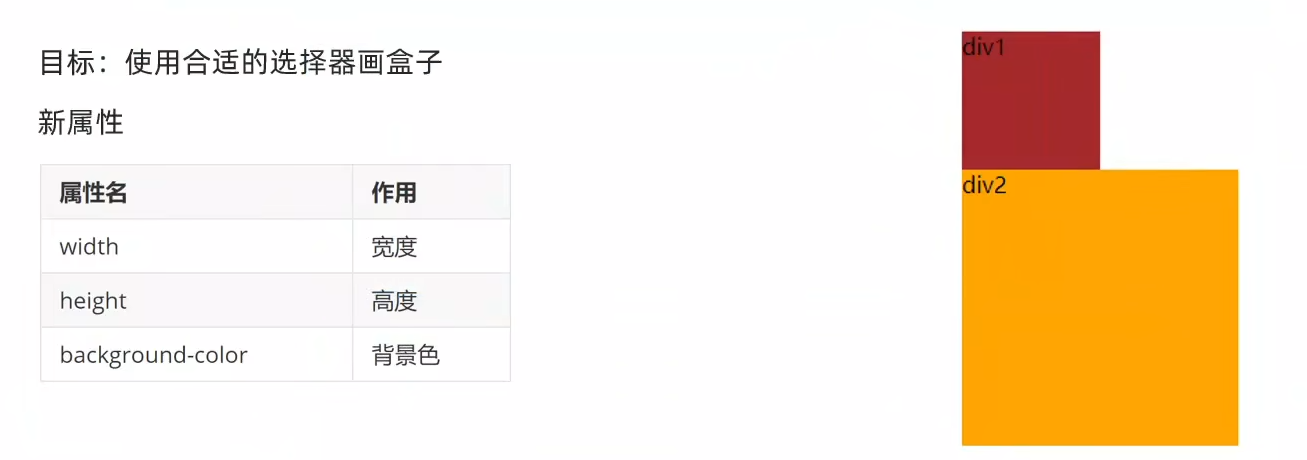 目标：使用合适的选择器画盒子
新属性
属性名 作用
width 宽度
height 高度
background-color 背景色
div1
div2